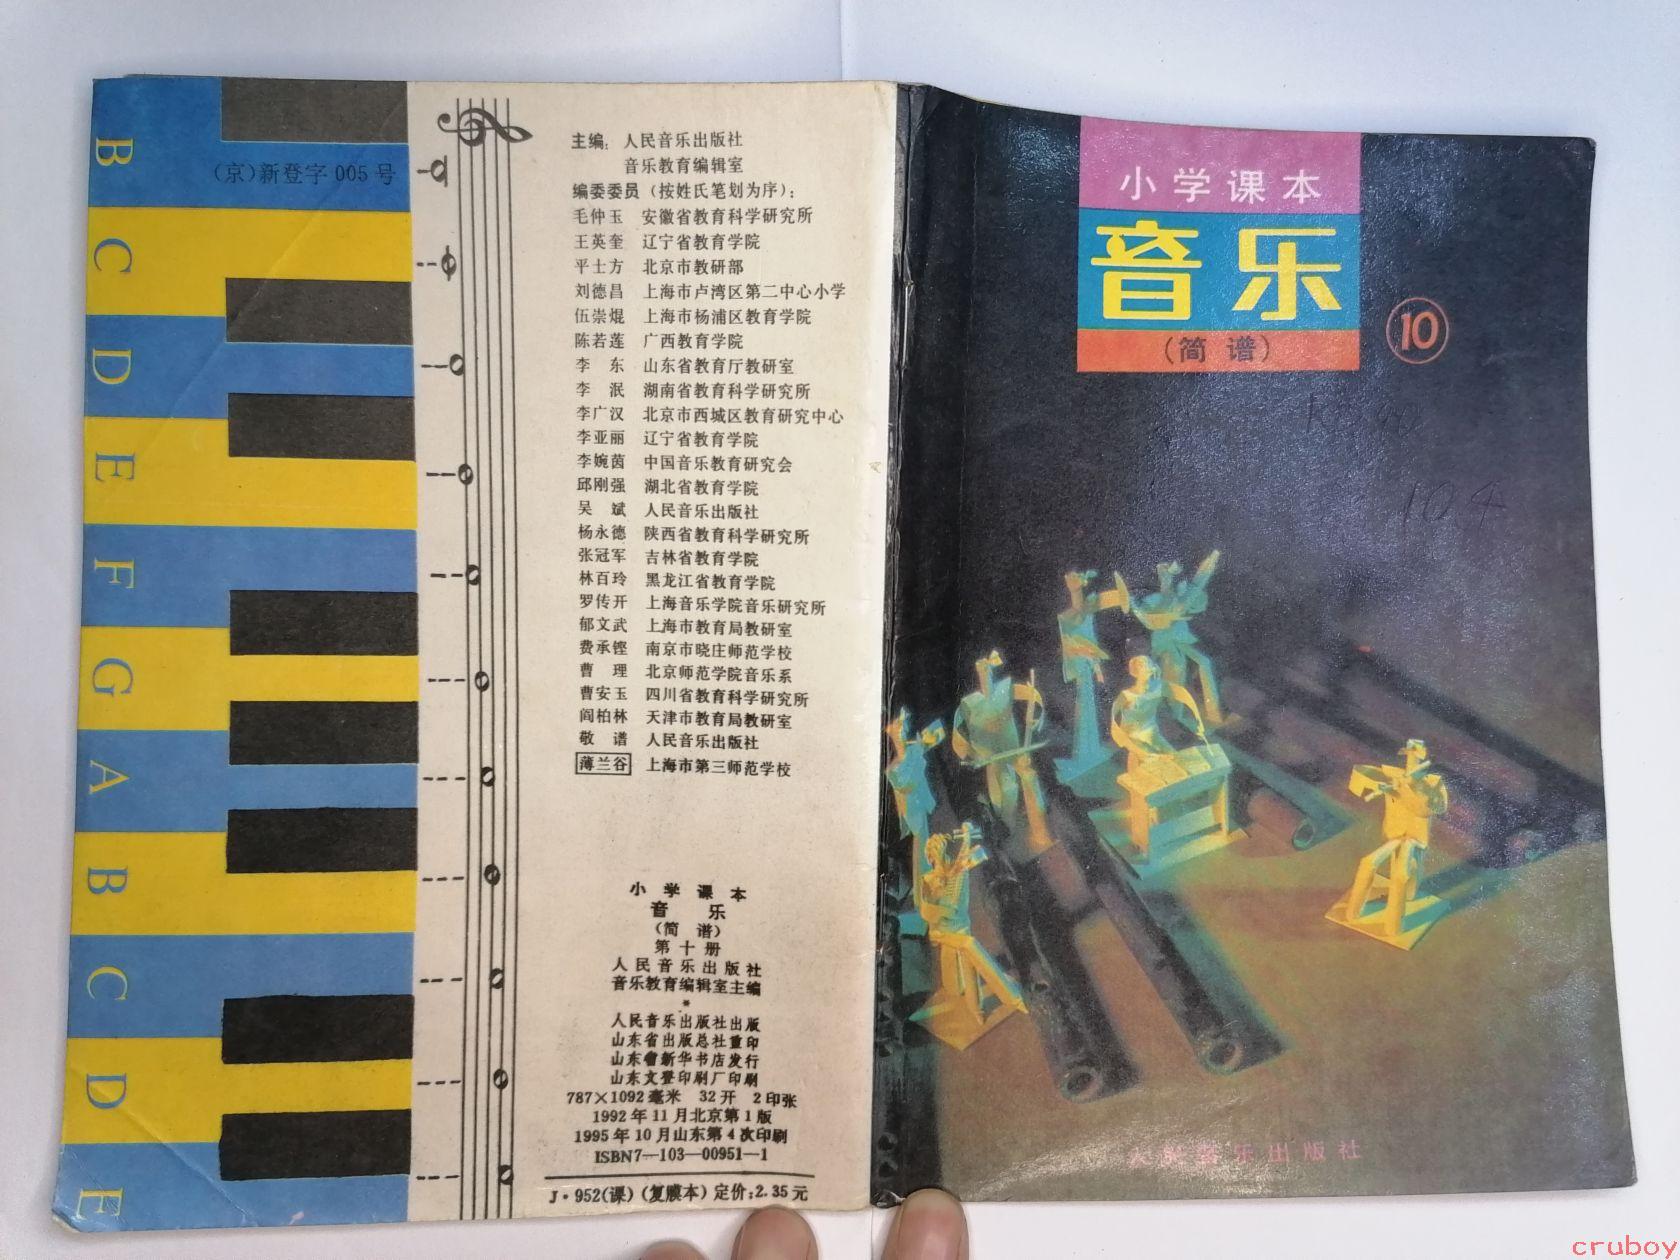 B
C
D
E
F
G
A
B
C
D
E
(京)新登字 005 号
主编: 人民音乐出版社
音乐教育编辑室
编委委员 (按姓氏笔划为序):
毛仲玉 安徽省教育科学研究所
王英奎 辽宁省教育学院
平士方 北京市教研部
刘德昌 上海市卢湾区第二中心小学
伍崇焜 上海市杨浦区教育学院
陈若莲 广西教育学院
李 东 山东省教育厅教研室
李 泯 湖南省教育科学研究所
李广汉 北京市西城区教育研究中心
李亚丽 辽宁省教育学院
李婉茵 中国音乐教育研究会
邱刚强 湖北省教育学院
吴 斌 人民音乐出版社
杨永德 陕西省教育科学研究所
张冠军 吉林省教育学院
林百玲 黑龙江省教育学院
罗传开 上海音乐学院音乐研究所
郁文武 上海市教育局教研室
费承铿 南京市晓庄师范学校
曹 理 北京师范学院音乐系
曹安玉 四川省教育科学研究所
阎柏林 天津市教育局教研室
敬 谱 人民音乐出版社
薄兰谷 上海市第三师范学校
小学课本
音 乐
(简 谱)
第十册
人民音乐出版社
音乐教育编辑室主编
*
人民音乐出版社出版
山东省出版总社重印
山东省新华书店发行
山东文登印刷厂印刷
787×1092毫米 32开 2印张
1992年11月北京第1版
1995年10月山东第4次印刷
ISBN7—103—00951—1
J·952(课)(复膜本)定价:2.35元
小学课本
音乐
(简 谱)
10
104
人民音乐出版社
cruboy